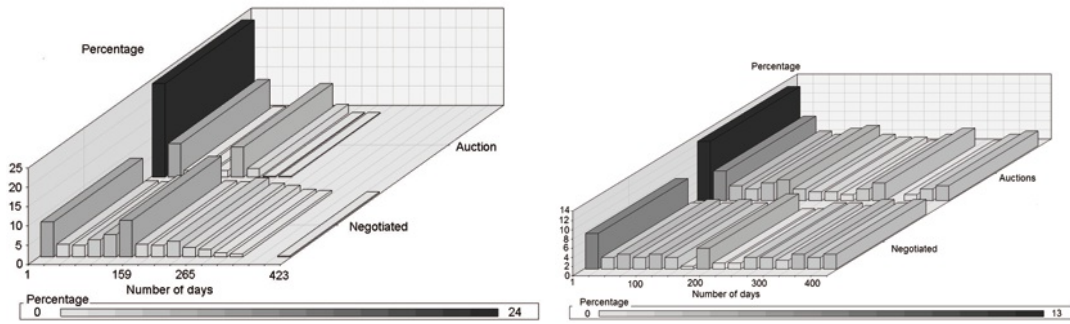 Percentage
Auction
Negotiated
25
20
15
10
5
0
1 159 265 423
Number of days
Percentage
0 24
Percentage
Auctions
Negotiated
14
12
10
8
6
4
2
0
1 100 200 300 400
Number of days
Percentage
0 13